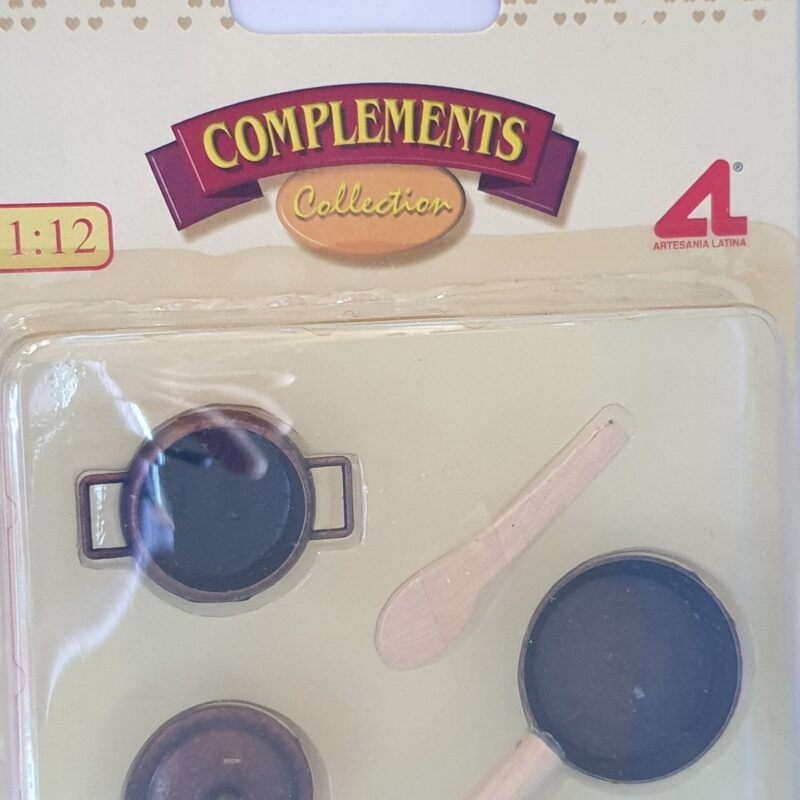 COMPLEMENTS
Collection
1:12
®
ARTESANIA LATINA